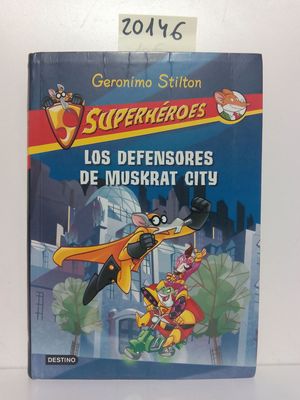 20146
Geronimo Stilton
SUPERHÉROES
LOS DEFENSORES
DE MUSKRAT CITY
DESTINO